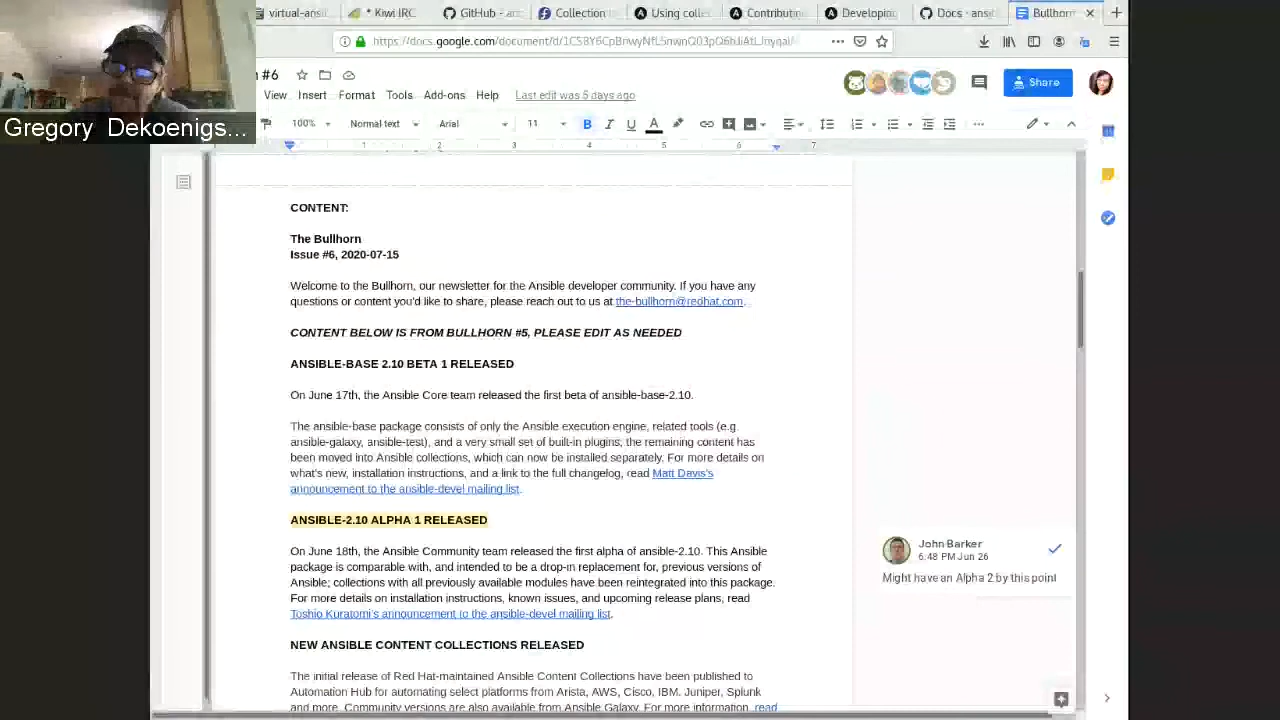 virtual-ansi
* Kiwi IRC
GitHub - ans
Collection
Using colle
Contributin
Developing
Docs · ansi
Bullhorn
https://docs.google.com/document/d/
n #6
View Insert Tools Add-ons Help Last edit was 5 days ago
Share
Gregory Dekoenigs...
100% Normal text Arial 11 B I U A
1 2 3 4 5 6 7
CONTENT:
The Bullhorn
Issue #6, 2020-07-15
Welcome to the Bullhorn, our newsletter for the Ansible developer community. If you have any
questions or content you'd like to share, please reach out to us at the-bullhorn@redhat.com.
CONTENT BELOW IS FROM BULLHORN #5, PLEASE EDIT AS NEEDED
ANSIBLE-BASE 2.10 BETA 1 RELEASED
On June 17th, the Ansible Core team released the first beta of ansible-base-2.10.
The ansible-base package consists of only the Ansible execution engine, related tools (e.g.
ansible-galaxy, ansible-test), and a very small set of built-in plugins; the remaining content has
been moved into Ansible collections, which can now be installed separately. For more details on
what's new, installation instructions, and a link to the full changelog, read Matt Davis's
announcement to the ansible-devel mailing list.
ANSIBLE-2.10 ALPHA 1 RELEASED
On June 18th, the Ansible Community team released the first alpha of ansible-2.10. This Ansible
package is comparable with, and intended to be a drop-in replacement for, previous versions of
Ansible; collections with all previously available modules have been reintegrated into this package.
For more details on installation instructions, known issues, and upcoming release plans, read
Toshio Kuratomi's announcement to the ansible-devel mailing list.
John Barker
6:48 PM Jun 26
Might have an Alpha 2 by this point
NEW ANSIBLE CONTENT COLLECTIONS RELEASED
The initial release of Red Hat-maintained Ansible Content Collections have been published to
Automation Hub for automating select platforms from Arista, AWS, Cisco, IBM. Juniper, Splunk
and more. Community versions are also available from Ansible Galaxy. For more information, read